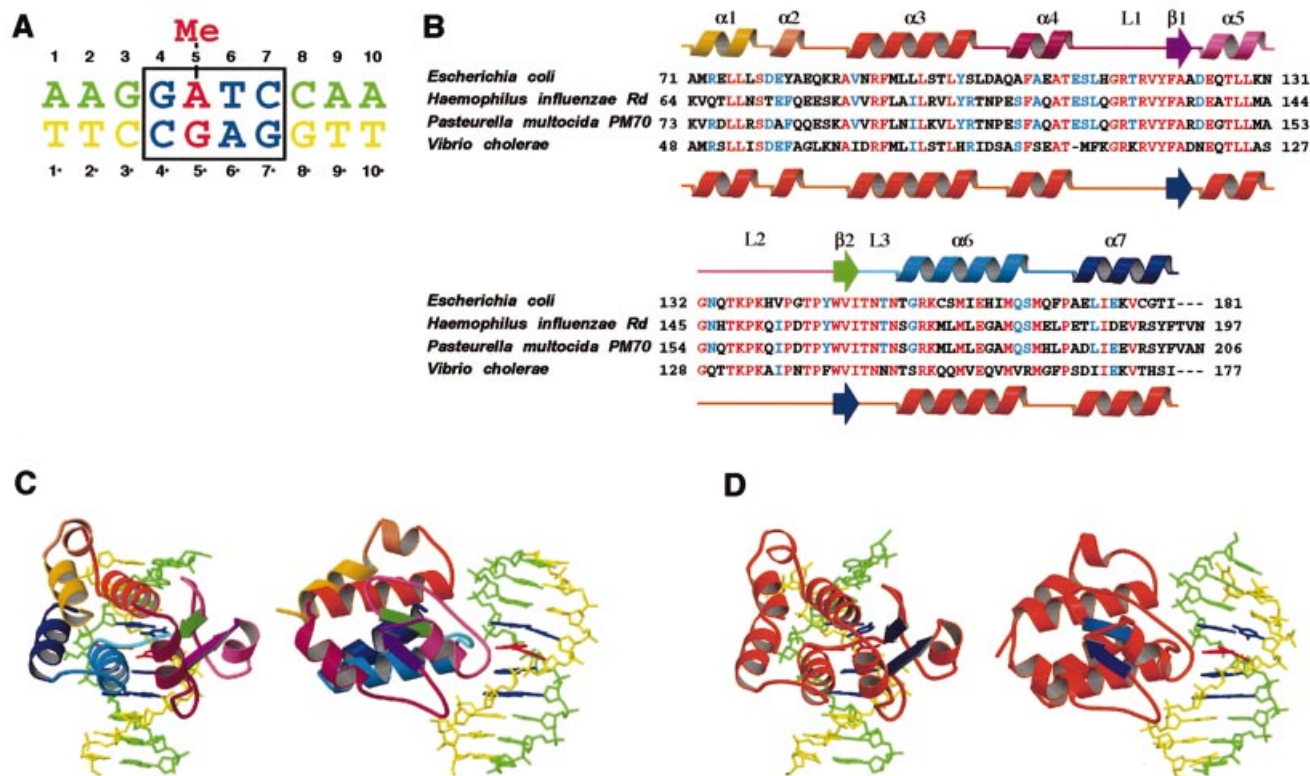 A
Me
1 2 3 4 5 6 7 8 9 10
A A G G A T C C A A
T T C C G A G G T T
1* 2* 3* 4* 5* 6* 7* 8* 9* 10*
B
α1 α2 α3 α4 L1 β1 α5
Escherichia coli 71 AMRELLLSDEYAEQKRAVNRFMLLLSTLYSLDAQAFAEATESLHGRTRVYFAADEQTLLKN 131
Haemophilus influenzae Rd 64 KVQTLLNSTEFQEESKAVVRFLAILRVLYRTNPESFAQATESLQGRTRVYFARDEATLLMA 144
Pasteurella multocida PM70 73 KVRDLLRSDAFQQESKAVVRFLNILKVLYRTNPESFAQATESLQGRTRVYFARDEGTLLMA 153
Vibrio cholerae 48 AMRSLLISDEFAGLKNAIDRFMLILSTLHRIDSASFSEAT-MFKGRKRVYFADNEQTLLAS 127
L2 β2 L3 α6 α7
Escherichia coli 132 GNQTKPKHVPGTPYWVITNTNTGRKCSMIEHIMQSMQFPAELIEKVCGTI--- 181
Haemophilus influenzae Rd 145 GNHTKPKQIPDTPYWVITNTNSGRKMLMLEGAMQSMELPETLIDEVRSYFTVN 197
Pasteurella multocida PM70 154 GNQTKPKQIPDTPYWVITNTNSGRKMLMLEGAMQSMHLPADLIEEVRSYFVAN 206
Vibrio cholerae 128 GQTTKPKAIPNTPFWVITNNNTSRKQQMVEQVMVRMGFPSDIIEKVTHSI--- 177
C
D